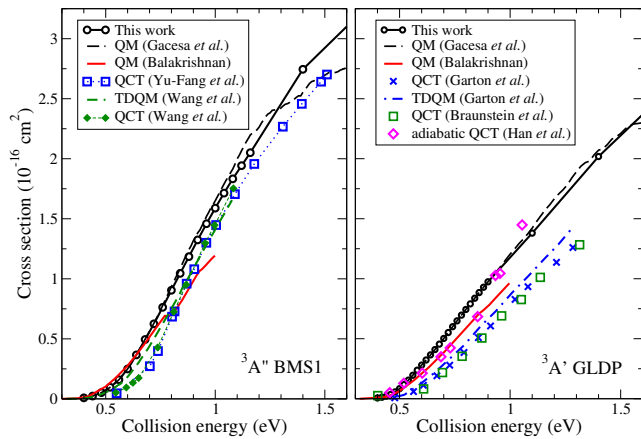 This work
QM (Gacesa et al.)
QM (Balakrishnan)
QCT (Yu-Fang et al.)
TDQM (Wang et al.)
QCT (Wang et al.)
This work
QM (Gacesa et al.)
QM (Balakrishnan)
QCT (Garton et al.)
TDQM (Garton et al.)
QCT (Braunstein et al.)
adiabatic QCT (Han et al.)
Cross section (10⁻¹⁶ cm²)
3
2.5
2
1.5
1
0.5
0
³A" BMS1
³A' GLDP
0.5 1 1.5
0.5 1 1.5
Collision energy (eV)
Collision energy (eV)